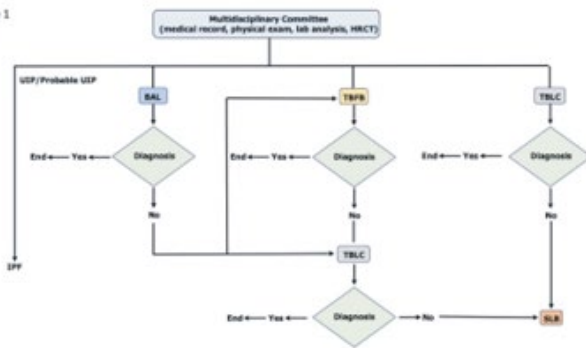 1
Multidisciplinary Committee
(medical record, physical exam, lab analysis, HRCT)
UIP/Probable UIP
BAL
TBFB
TBLC
End
Yes
Diagnosis
End
Yes
Diagnosis
End
Yes
Diagnosis
No
No
No
TBLC
IPF
End
Yes
Diagnosis
No
SLB